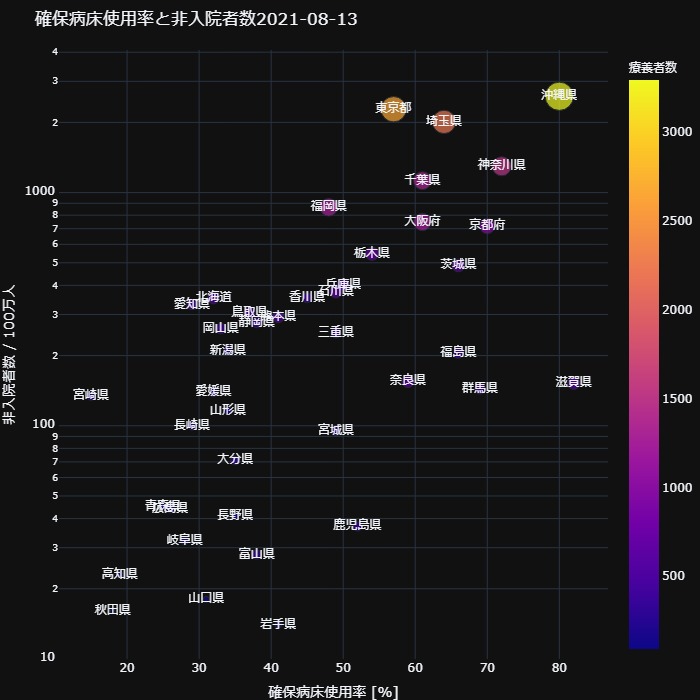 確保病床使用率と非入院者数2021-08-13
療養者数
4
3
沖縄県
東京都
3000
埼玉県
2
神奈川県
千葉県
2500
1000
9
福岡県
8
大阪府
京都府
7
6
栃木県
5
茨城県
2000
4
兵庫県
石川県
香川県
北海道
愛知県
3
鳥取県
熊本県
静岡県
岡山県
三重県
新潟県
2
福島県
1500
奈良県
滋賀県
群馬県
愛媛県
宮崎県
山形県
100
長崎県
宮城県
9
8
7
大分県
6
1000
5
青森県
広島県
4
長野県
鹿児島県
岐阜県
3
富山県
高知県
500
2
山口県
秋田県
岩手県
10
20
30
40
50
60
70
80
確保病床使用率 [%]
非入院者数 / 100万人